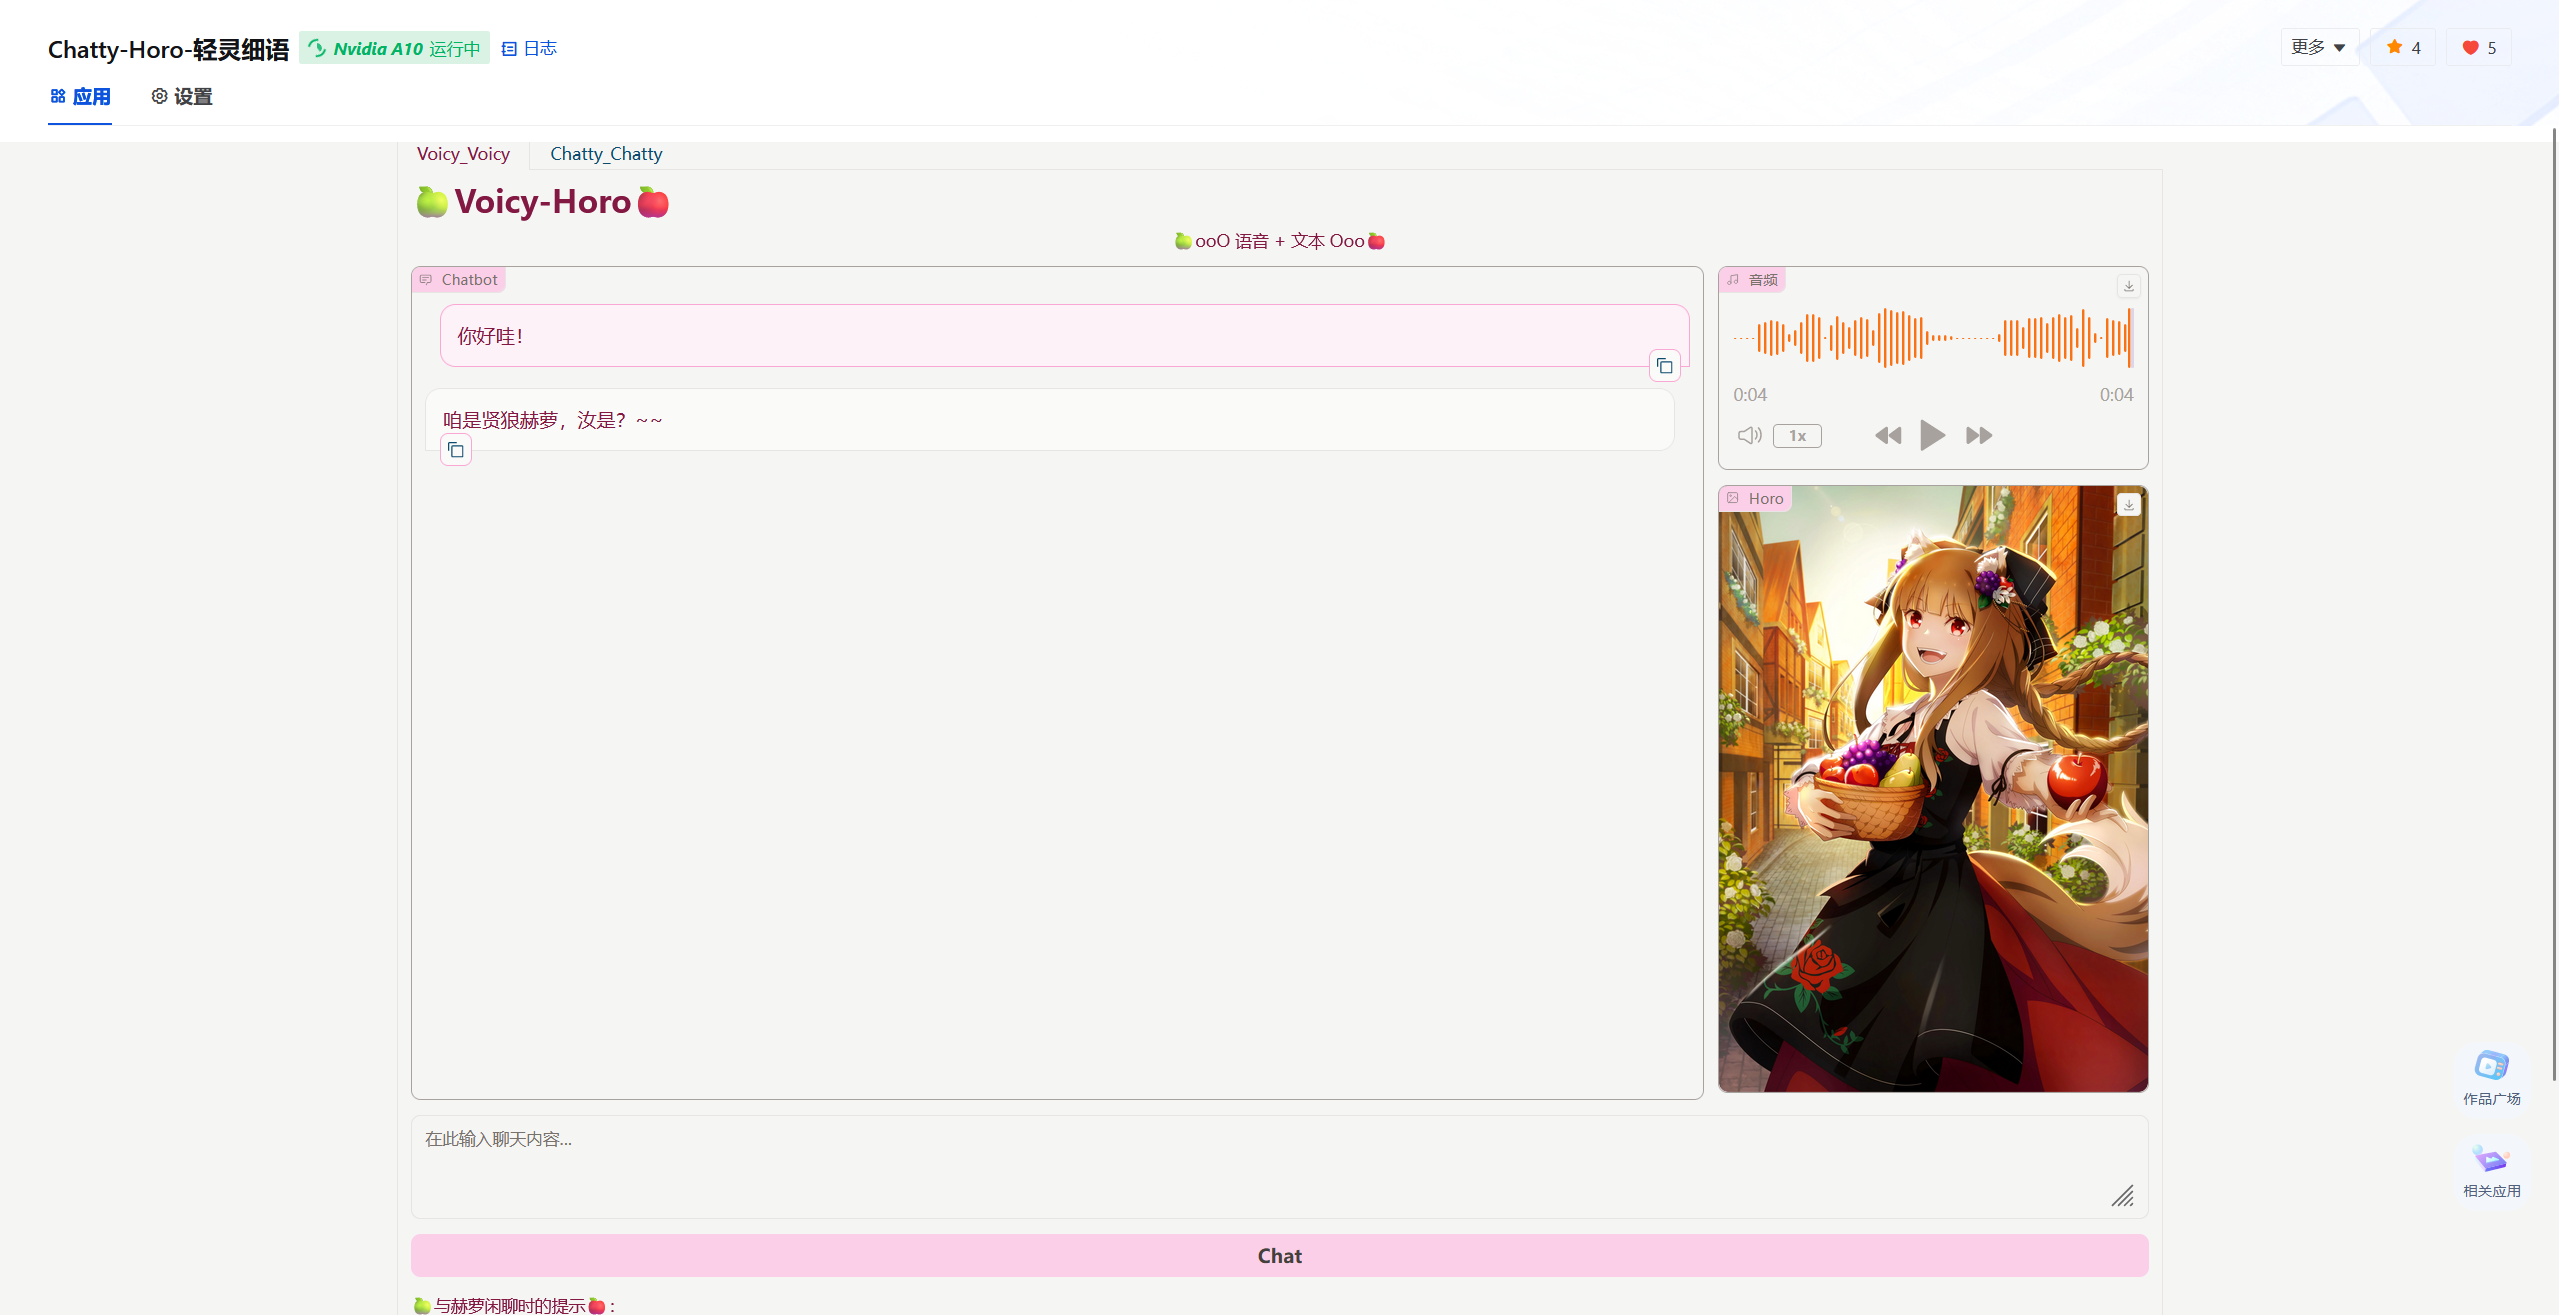 Chatty-Horo-轻灵细语 Nvidia A10 运行中 日志
更多 ▼ 4 5
应用 设置
Voicy_Voicy Chatty_Chatty
🍏Voicy-Horo🍎
🍏ooO 语音 + 文本 Ooo🍎
Chatbot
你好哇！
咱是贤狼赫萝，汝是？~~
音频
0:04 0:04
1x
Horo
在此输入聊天内容...
Chat
🍏与赫萝闲聊时的提示🍎：
作品广场
相关应用